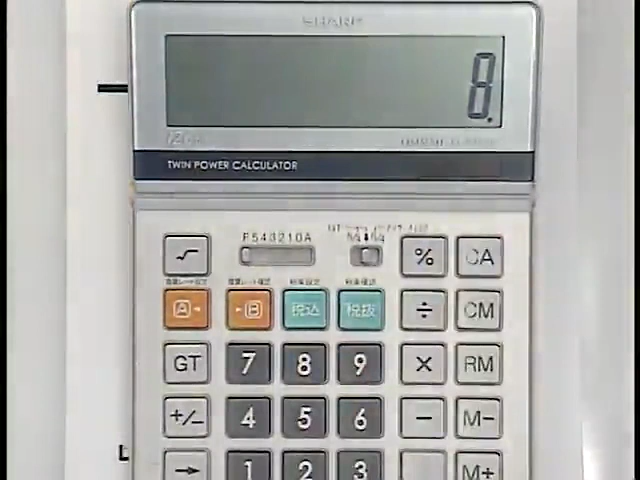 SHARP
8.
TWIN POWER CALCULATOR
F543210A
√ % CA
A 税込 税抜 ÷ CM
B
GT 7 8 9 × RM
+/− 4 5 6 − M−
→ 1 2 3 M+
L